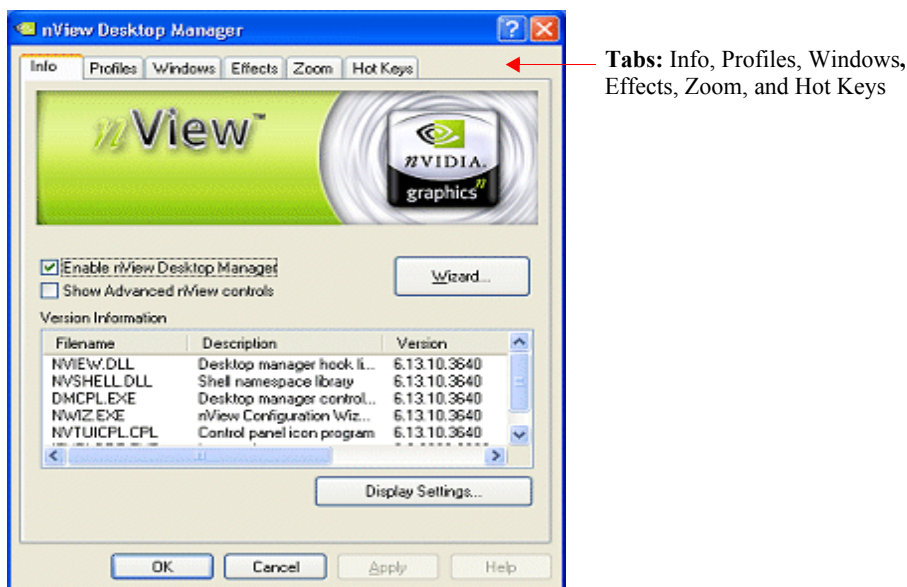 nView Desktop Manager
Info Profiles Windows Effects Zoom Hot Keys
Tabs: Info, Profiles, Windows,
Effects, Zoom, and Hot Keys
nView™
nVIDIA.
graphics n
Enable nView Desktop Manager
Show Advanced nView controls
Wizard...
Version Information
Filename Description Version
NVIEW.DLL Desktop manager hook li... 6.13.10.3640
NVSHELL.DLL Shell namespace library 6.13.10.3640
DMCPL.EXE Desktop manager control... 6.13.10.3640
NWIZ.EXE nView Configuration Wiz... 6.13.10.3640
NVTUICPL.CPL Control panel icon program 6.13.10.3640
Display Settings...
OK Cancel Apply Help